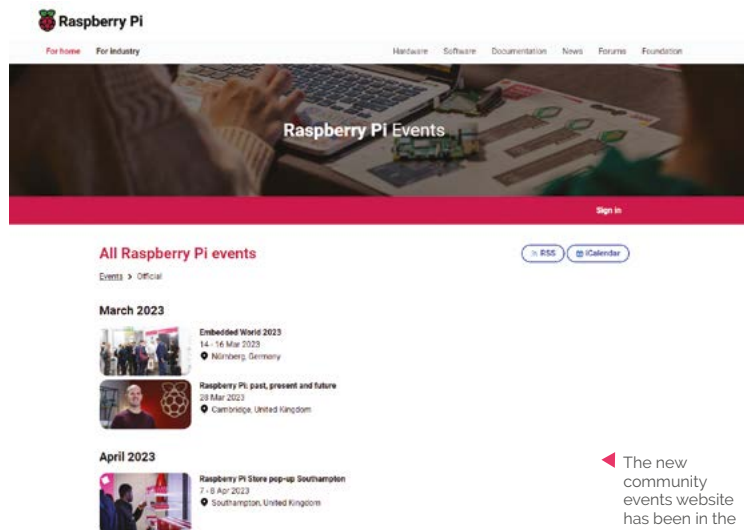 Raspberry Pi
For home For industry Hardware Software Documentation News Forums Foundation
Raspberry Pi Events
Sign in
All Raspberry Pi events
RSS iCalendar
Events > Official
March 2023
Embedded World 2023
14 - 16 Mar 2023
Nürnberg, Germany
Raspberry Pi: past, present and future
28 Mar 2023
Cambridge, United Kingdom
April 2023
Raspberry Pi Store pop-up Southampton
7 - 8 Apr 2023
Southampton, United Kingdom
The new
community
events website
has been in the